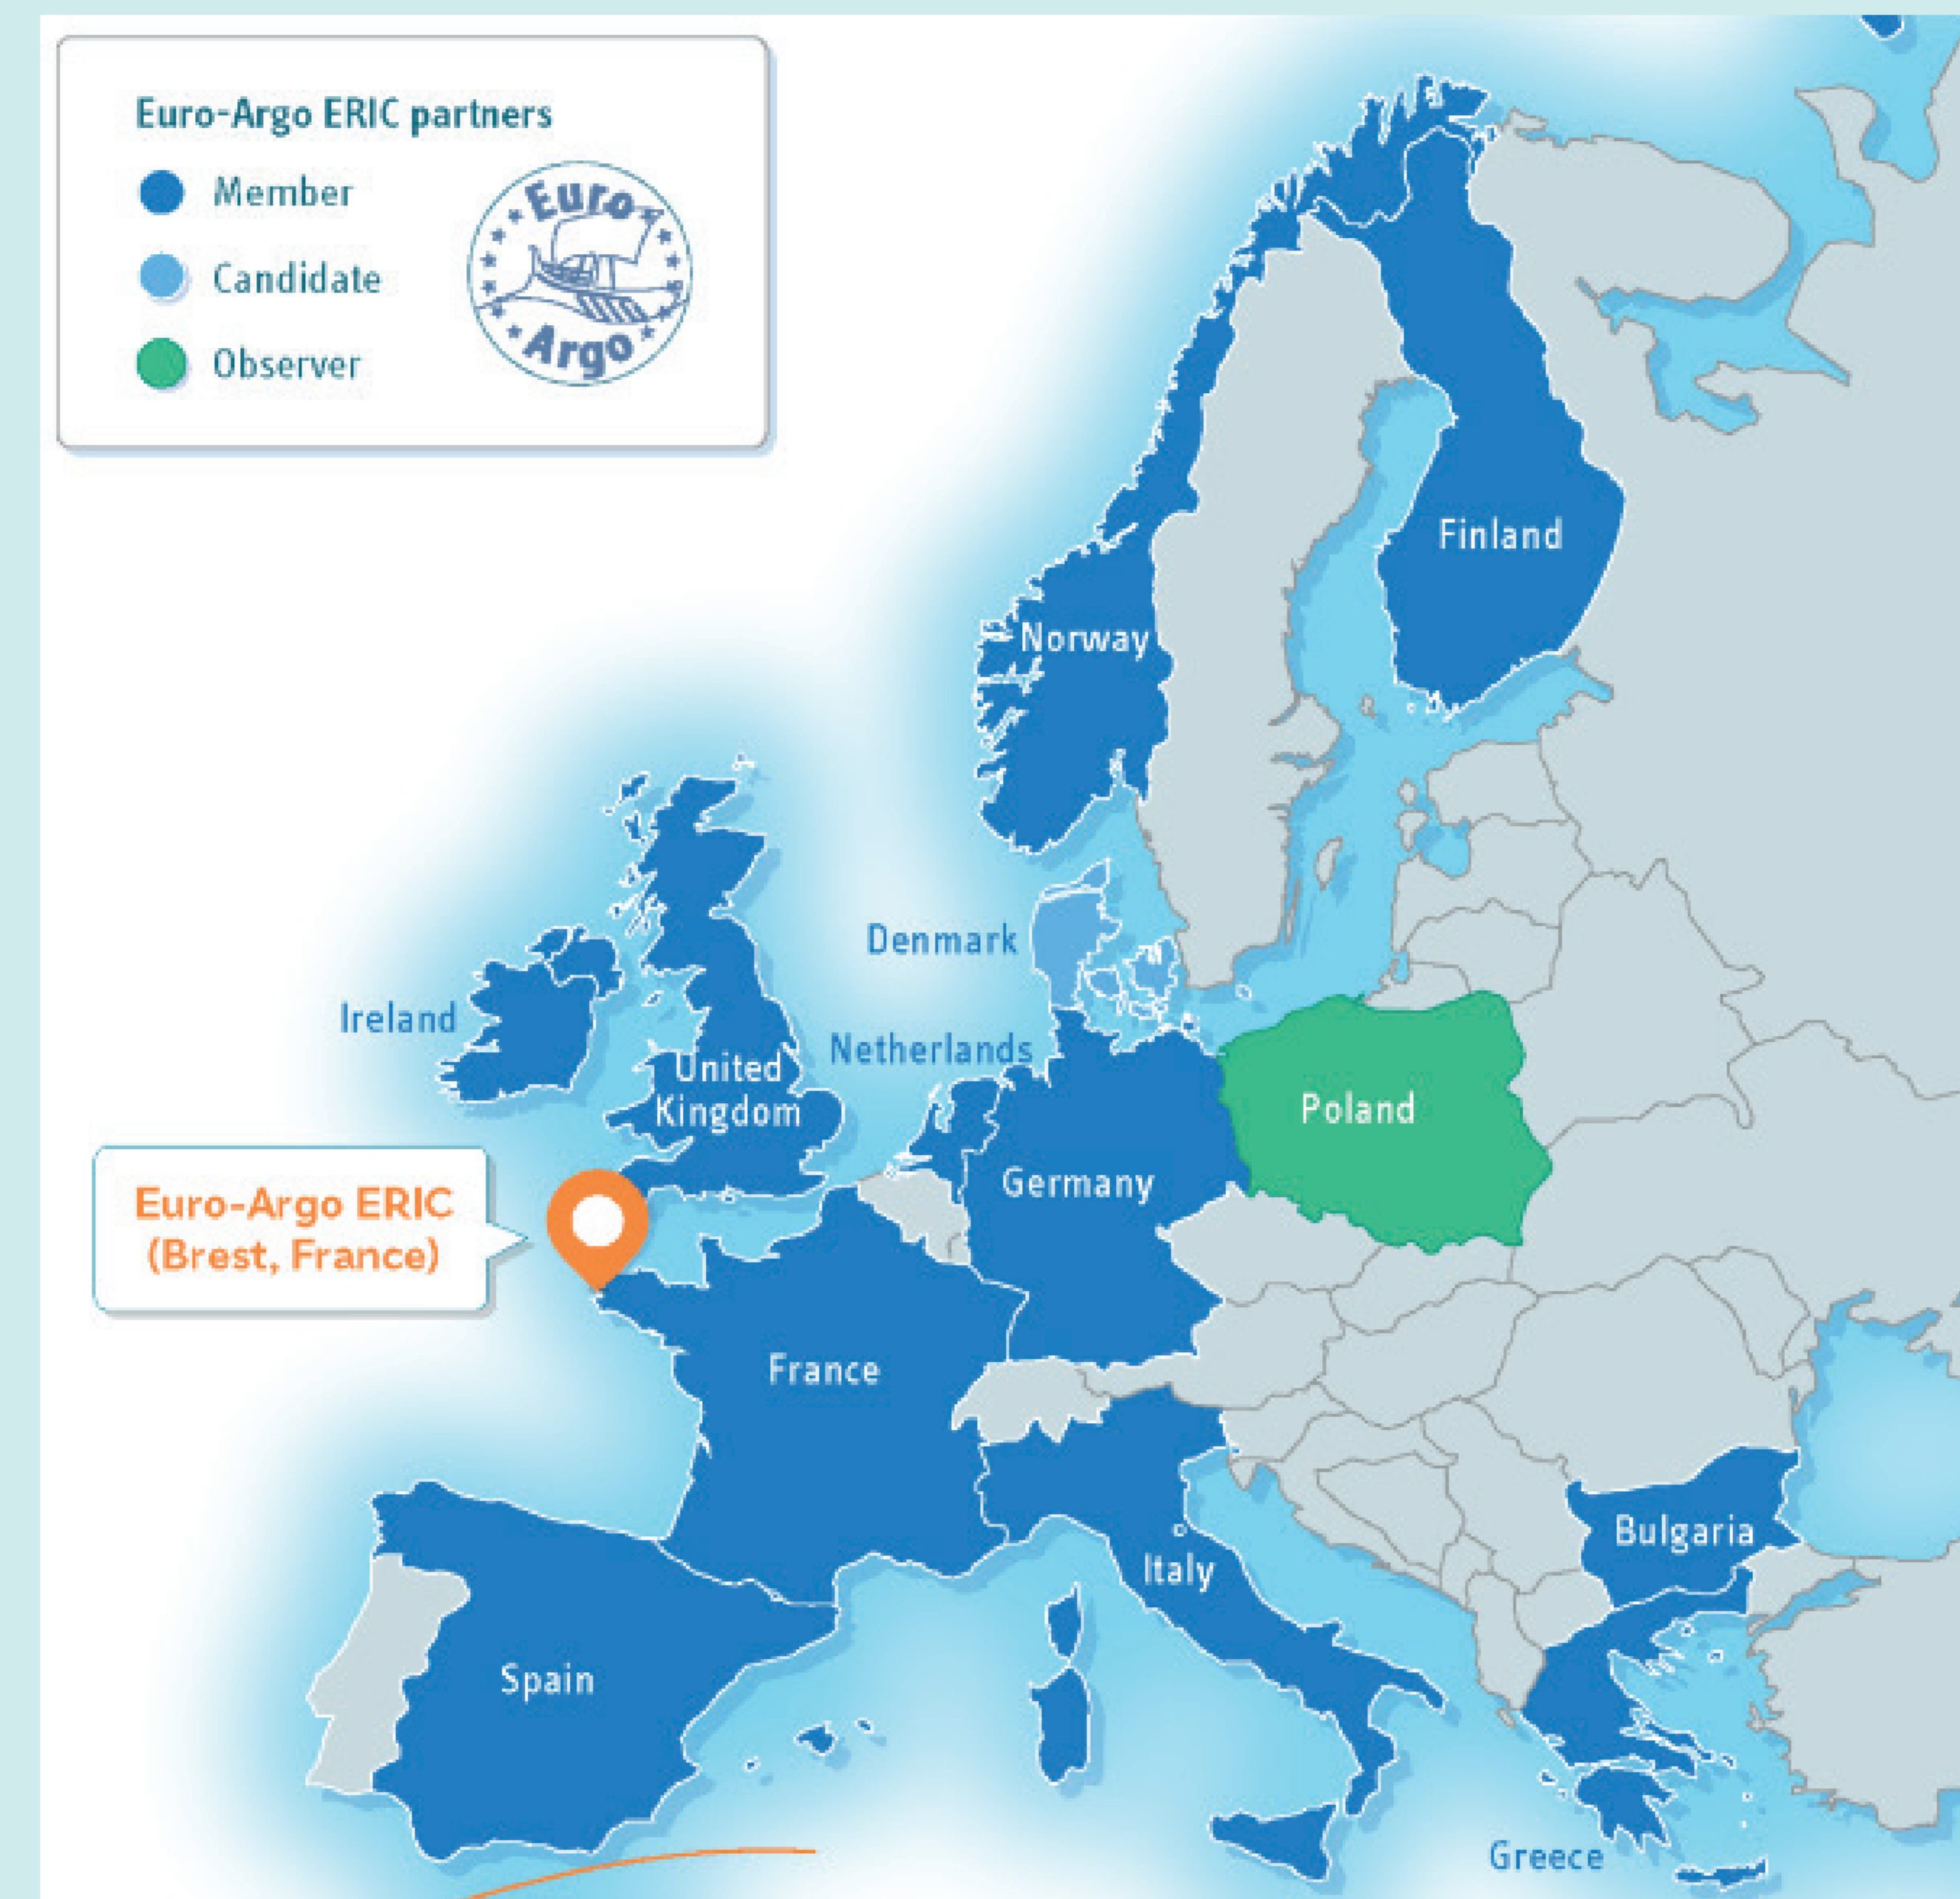 Euro-Argo ERIC partners
Member
Candidate
Observer
Euro
Argo
Finland
Norway
Denmark
Ireland
Netherlands
United
Kingdom
Poland
Germany
Euro-Argo ERIC
(Brest, France)
France
Bulgaria
Italy
Spain
Greece